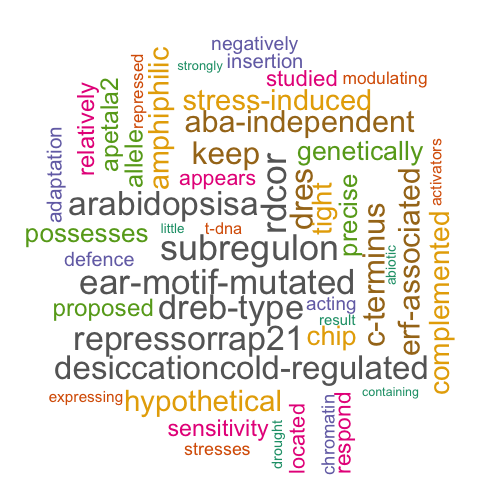 negatively
strongly
insertion
studied
modulating
relatively
apetala2
allele
repressed
amphiphilic
stress-induced
aba-independent
adaptation
keep
genetically
activators
appears
arabidopsisa
rdcor
dres
tight
precise
possesses
little
t-dna
subregulon
c-terminus
abiotic
erf-associated
complemented
defence
ear-motif-mutated
proposed
dreb-type
acting
result
repressorrap21
chip
desiccationcold-regulated
expressing
hypothetical
containing
sensitivity
drought
located
chromatin
respond
stresses